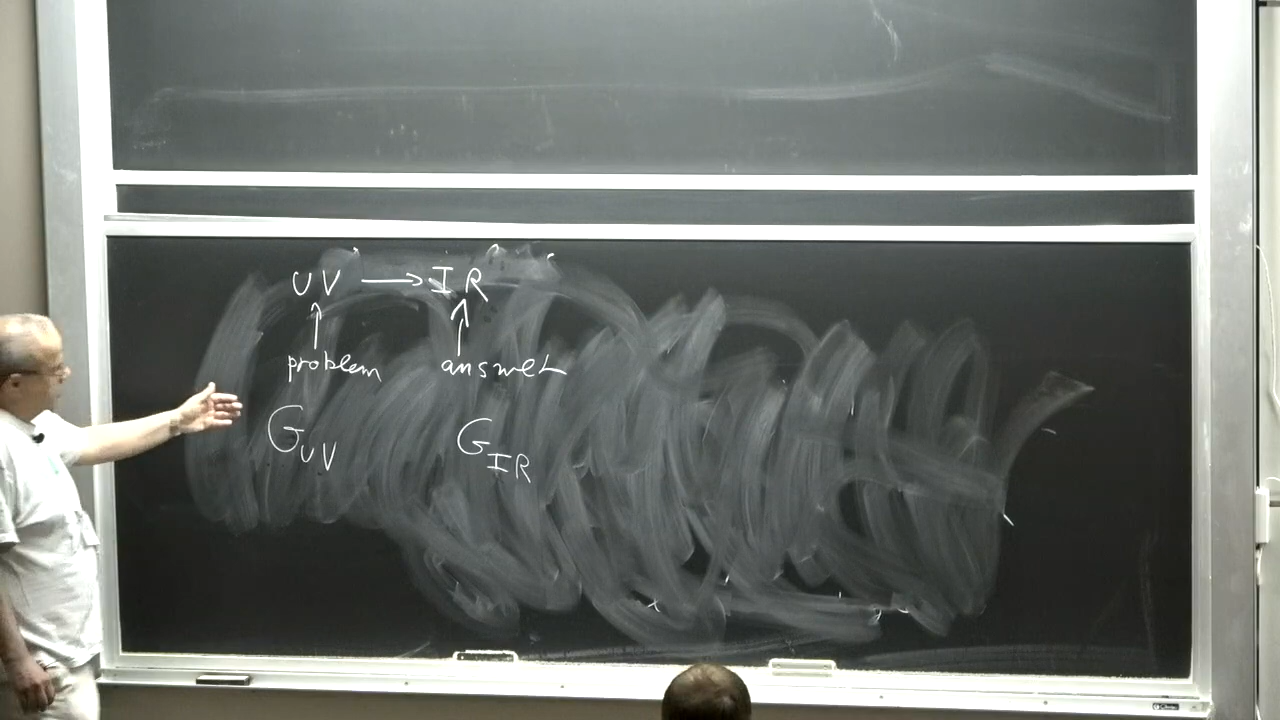 UV → IR
↑ ↑
problem answer
G_UV G_IR